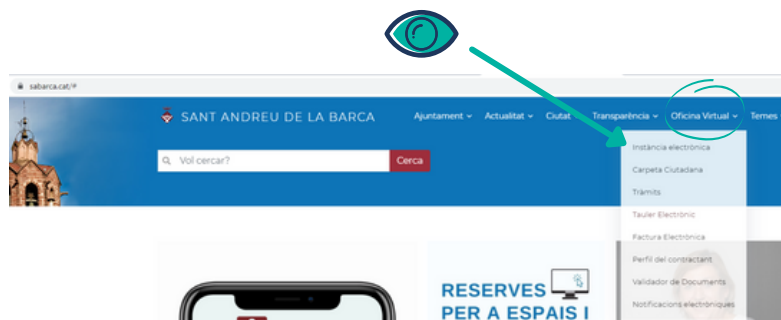 sabarca.cat/#
SANT ANDREU DE LA BARCA
Ajuntament
Actualitat
Ciutat
Transparència
Oficina Virtual
Temes
Vol cercar?
Cerca
Instància electrònica
Carpeta Ciutadana
Tràmits
Tauler Electrònic
Factura Electrònica
Perfil del contractant
Validador de Documents
Notificacions electròniques
RESERVES
PER A ESPAIS I